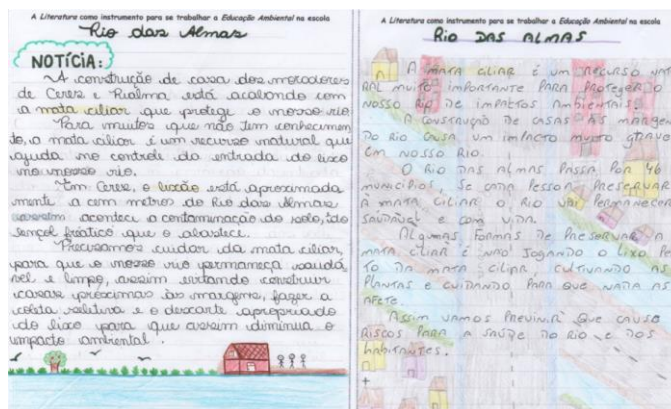 A Literatura como instrumento para se trabalhar a Educação Ambiental na escola
Rio das Almas
NOTÍCIA:
A construção de casa dos moradores
de Ceres e Rialma está acabando com
a mata ciliar que protege o nosso rio.
Para muitos que não tem conhecimen
to, a mata ciliar é um recurso natural que
ajuda no controle da entrada do lixo
no nosso rio.
Em Ceres, o lixão está aproximada
mente a cem metros do Rio das Almas
assim acontece a contaminação do solo, do
lençol freático que o abastece.
Precisamos cuidar da mata ciliar,
para que o nosso rio permaneça saudá
vel e limpo, assim evitando construir
casas próximas às margens, fazer a
coleta seletiva e o descarte apropriado
do lixo para que assim diminua o
impacto ambiental.
A Literatura como instrumento para se trabalhar a Educação Ambiental na escola
RIO DAS ALMAS
A MATA CILIAR É UM RECURSO NATU
RAL MUITO IMPORTANTE PARA PROTEGER O
NOSSO RIO DE IMPACTOS AMBIENTAIS.
A CONSTRUÇÃO DE CASAS ÀS MARGEN
DO RIO CAUSA UM IMPACTO MUITO GRAVE
EM NOSSO RIO.
O RIO DAS ALMAS PASSA POR 46
MUNICÍPIOS, SE CADA PESSOA PRESERVAR
A MATA CILIAR O RIO VAI PERMANECER
SAUDÁVEL E COM VIDA.
ALGUMAS FORMAS DE PRESERVAR A
MATA CILIAR É NÃO JOGANDO O LIXO PE
TO DA MATA CILIAR, CULTIVANDO AS
PLANTAS E CUIDANDO PARA QUE NADA AS
AFETE.
ASSIM VAMOS PREVINIR QUE CAUSE
RISCOS PARA A SAÚDE DO RIO E DOS
HABITANTES.